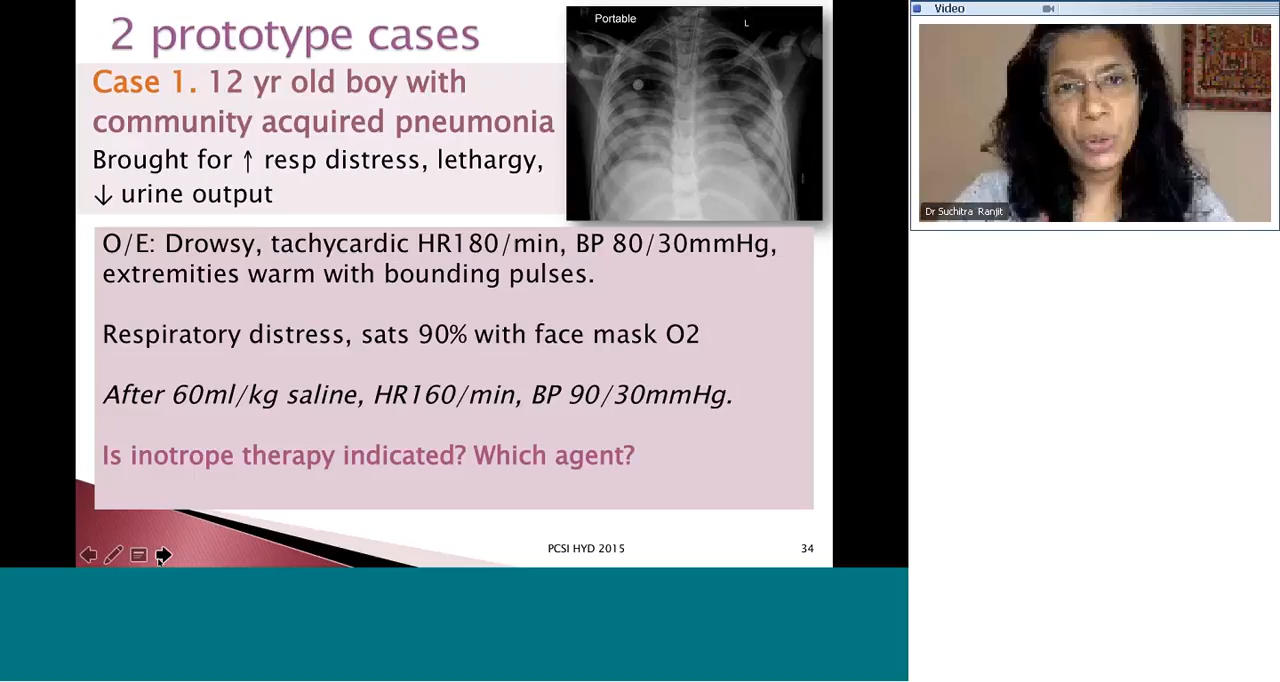 2 prototype cases
Case 1. 12 yr old boy with
community acquired pneumonia
Brought for ↑ resp distress, lethargy,
↓ urine output
Portable
L
O/E: Drowsy, tachycardic HR180/min, BP 80/30mmHg,
extremities warm with bounding pulses.
Respiratory distress, sats 90% with face mask O2
After 60ml/kg saline, HR160/min, BP 90/30mmHg.
Is inotrope therapy indicated? Which agent?
PCSI HYD 2015
34
Video
Dr Suchitra Ranjit